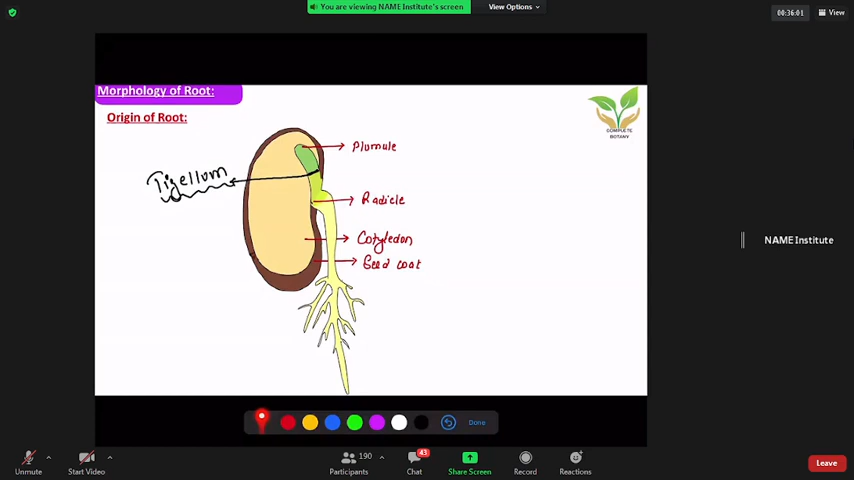 You are viewing NAME Institute's screen
View Options
00:36:01
View
Morphology of Root:
Origin of Root:
COMPLETE
BOTANY
Plumule
Tigellum
Radicle
Cotyledon
Seed coat
NAME Institute
Done
Unmute
Start Video
190
Participants
43
Chat
Share Screen
Record
Reactions
Leave